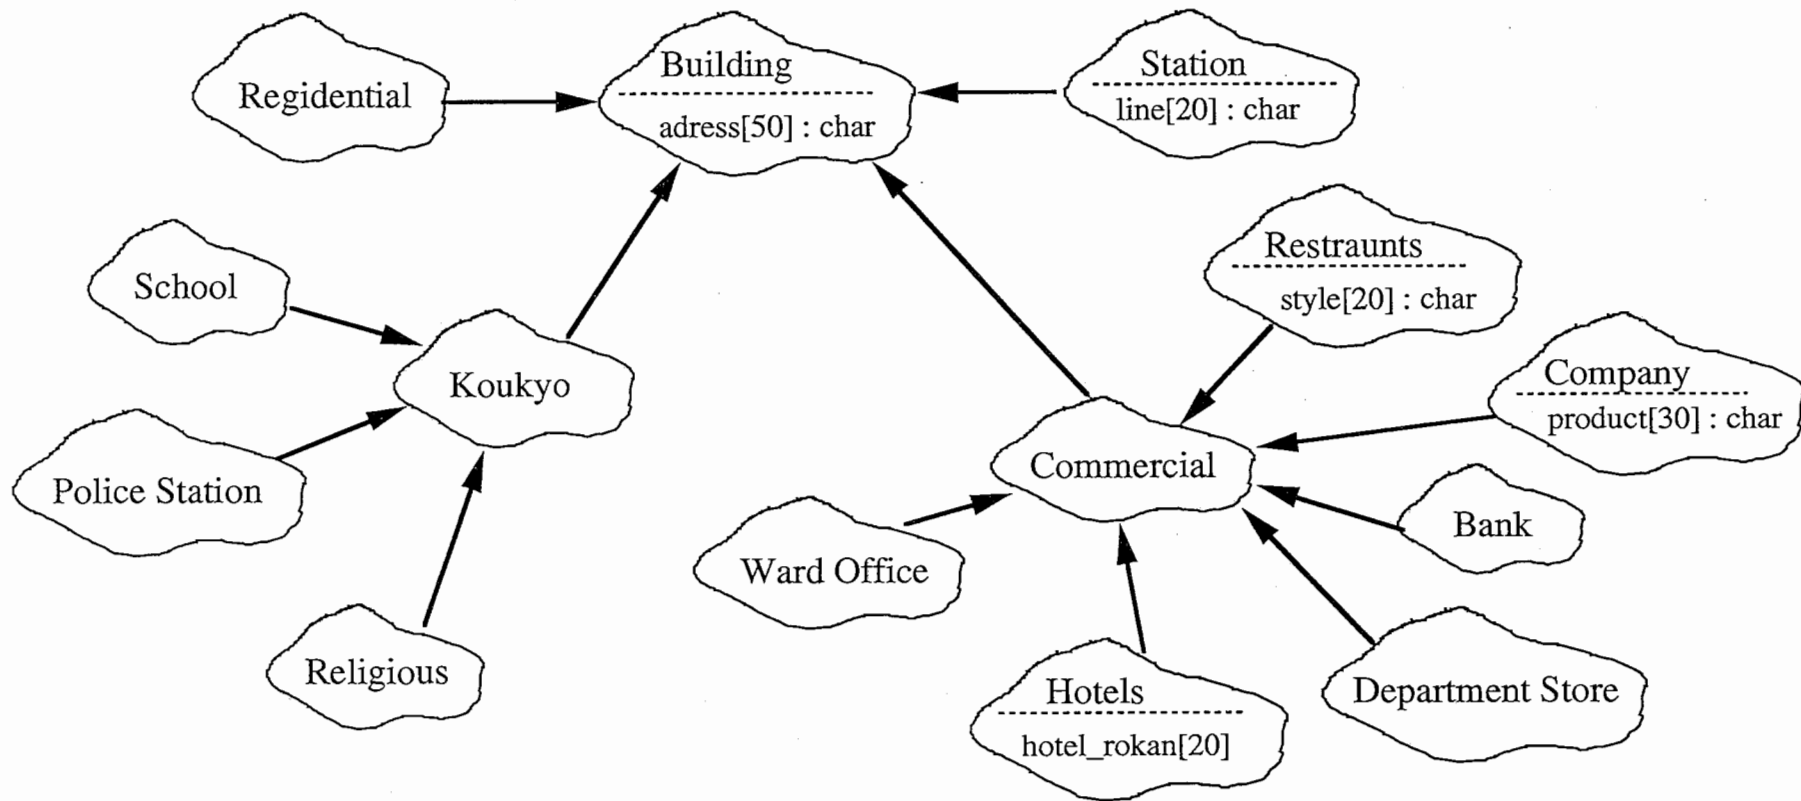 Regidential
Building
adress[50] : char
Station
line[20] : char
School
Koukyo
Police Station
Religious
Restraunts
style[20] : char
Company
product[30] : char
Commercial
Bank
Ward Office
Hotels
hotel_rokan[20]
Department Store